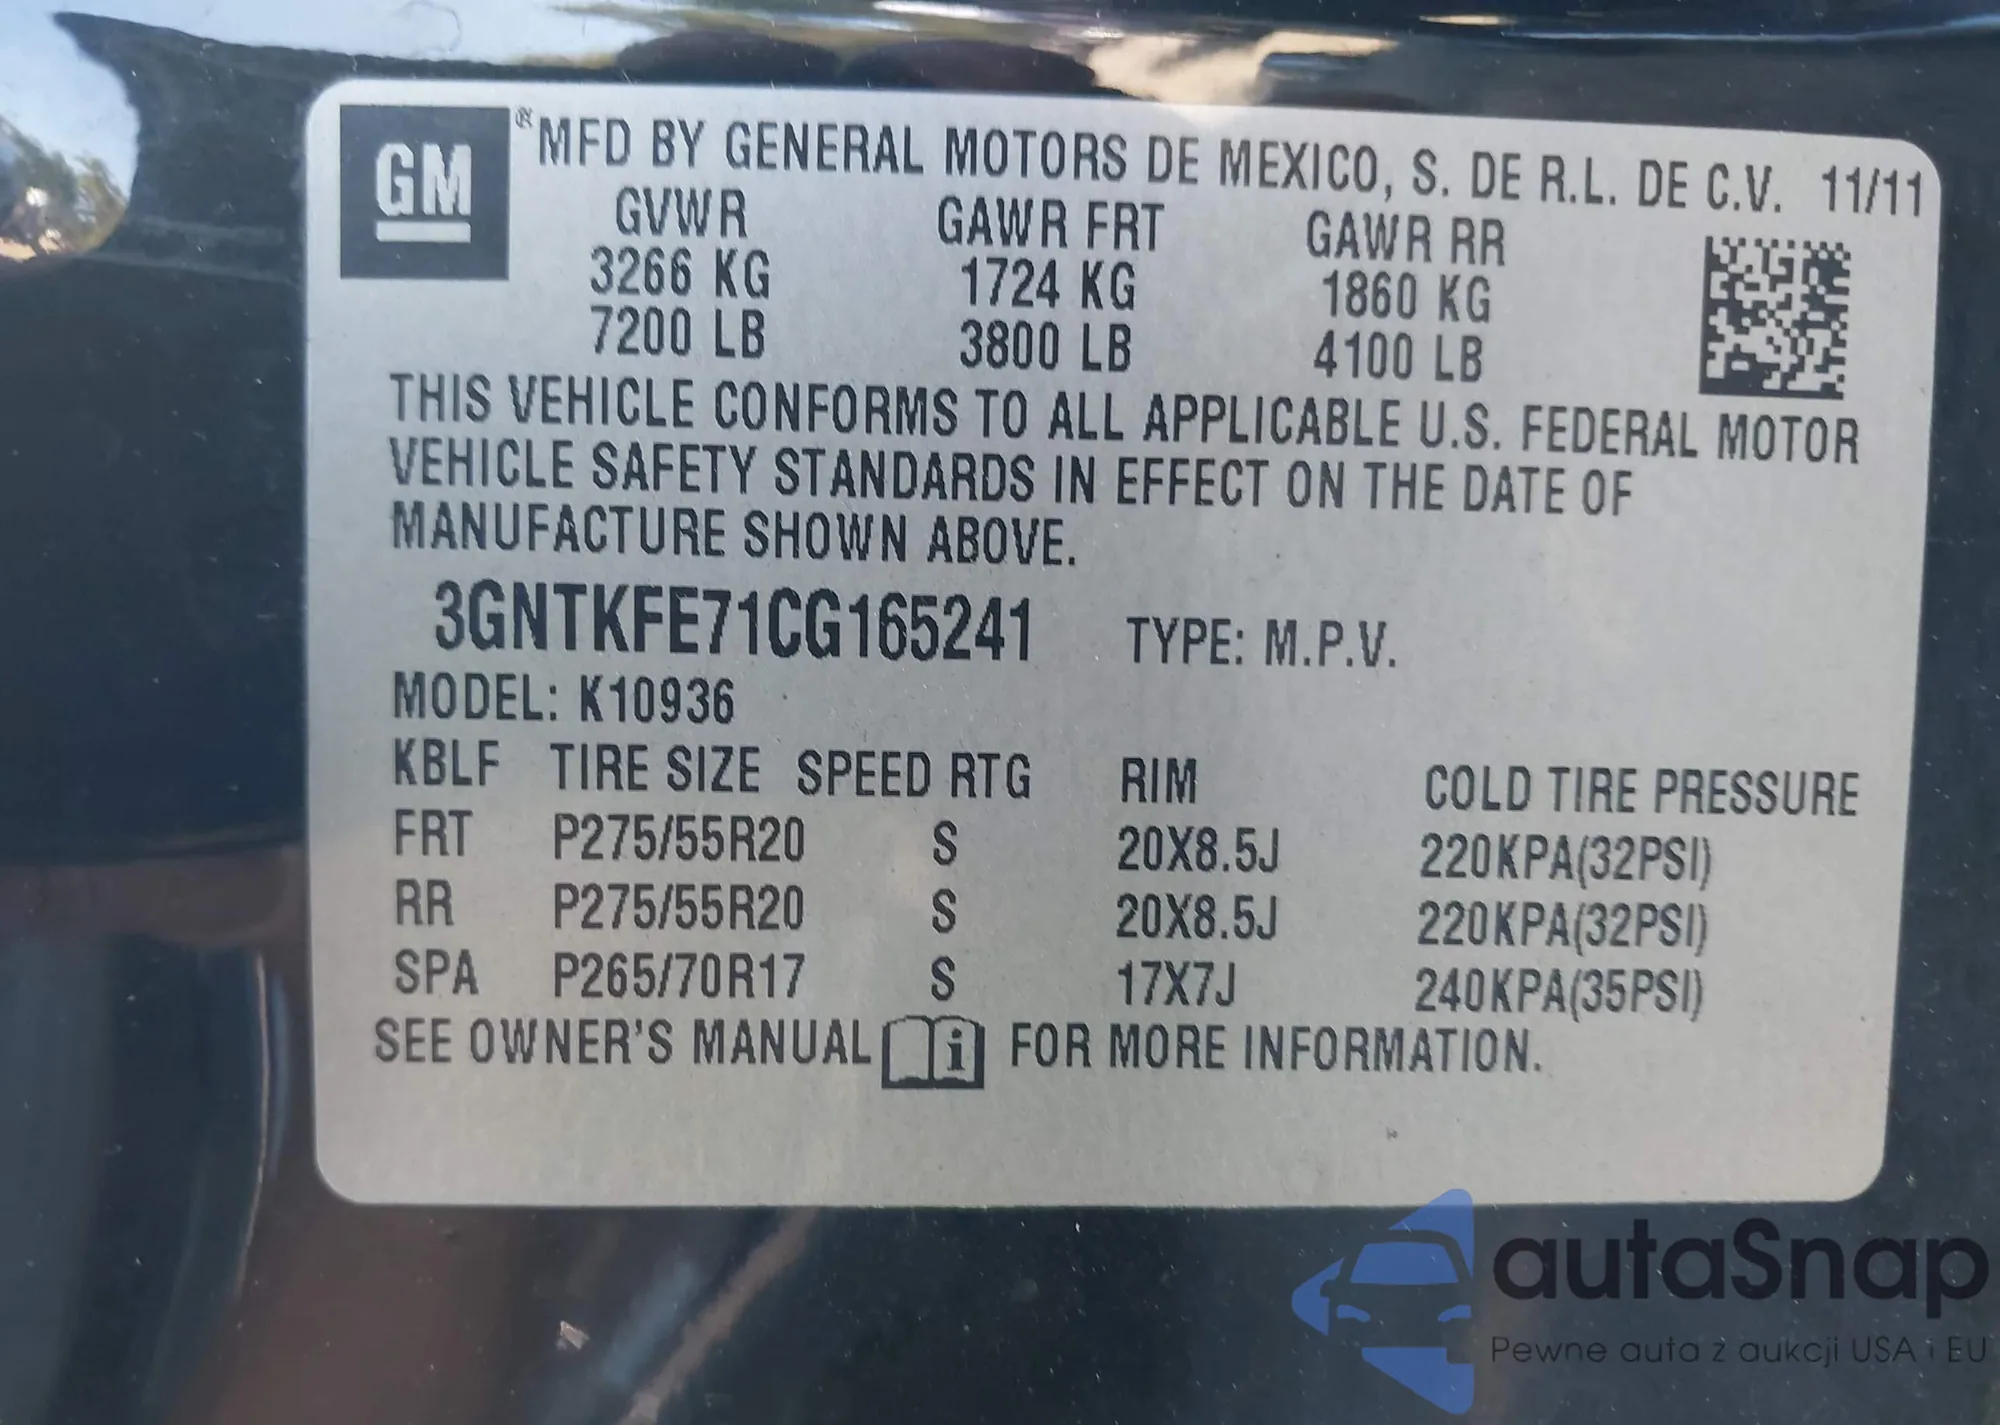 GM ® MFD BY GENERAL MOTORS DE MEXICO, S. DE R.L. DE C.V. 11/11
GVWR GAWR FRT GAWR RR
3266 KG 1724 KG 1860 KG
7200 LB 3800 LB 4100 LB
THIS VEHICLE CONFORMS TO ALL APPLICABLE U.S. FEDERAL MOTOR
VEHICLE SAFETY STANDARDS IN EFFECT ON THE DATE OF
MANUFACTURE SHOWN ABOVE.
3GNTKFE71CG165241 TYPE: M.P.V.
MODEL: K10936
KBLF TIRE SIZE SPEED RTG RIM COLD TIRE PRESSURE
FRT P275/55R20 S 20X8.5J 220KPA(32PSI)
RR P275/55R20 S 20X8.5J 220KPA(32PSI)
SPA P265/70R17 S 17X7J 240KPA(35PSI)
SEE OWNER'S MANUAL i FOR MORE INFORMATION.
autaSnap
Pewne auta z aukcji USA i EU